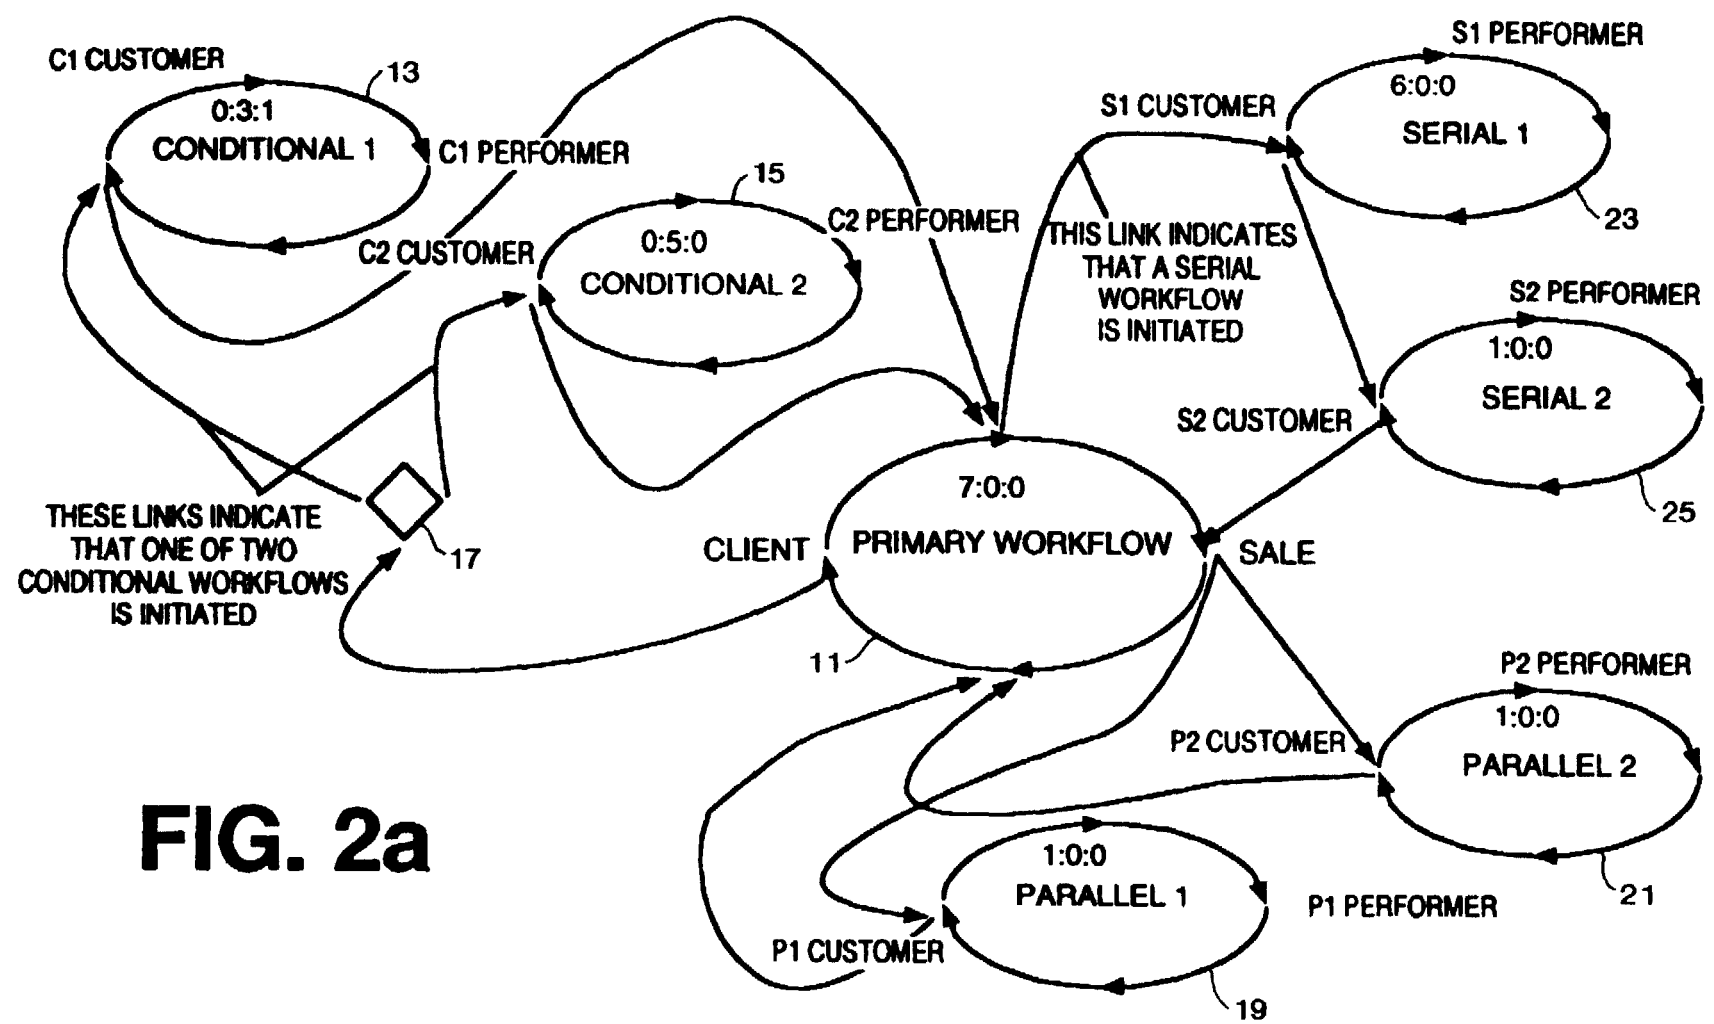 C1 CUSTOMER
13
0:3:1
CONDITIONAL 1
C1 PERFORMER
15
C2 CUSTOMER
0:5:0
CONDITIONAL 2
C2 PERFORMER
S1 PERFORMER
S1 CUSTOMER
6:0:0
SERIAL 1
23
THIS LINK INDICATES
THAT A SERIAL
WORKFLOW
IS INITIATED
S2 PERFORMER
1:0:0
SERIAL 2
S2 CUSTOMER
25
THESE LINKS INDICATE
THAT ONE OF TWO
CONDITIONAL WORKFLOWS
IS INITIATED
17
7:0:0
CLIENT
PRIMARY WORKFLOW
SALE
11
P2 PERFORMER
1:0:0
P2 CUSTOMER
PARALLEL 2
21
1:0:0
PARALLEL 1
P1 PERFORMER
P1 CUSTOMER
19
FIG. 2a